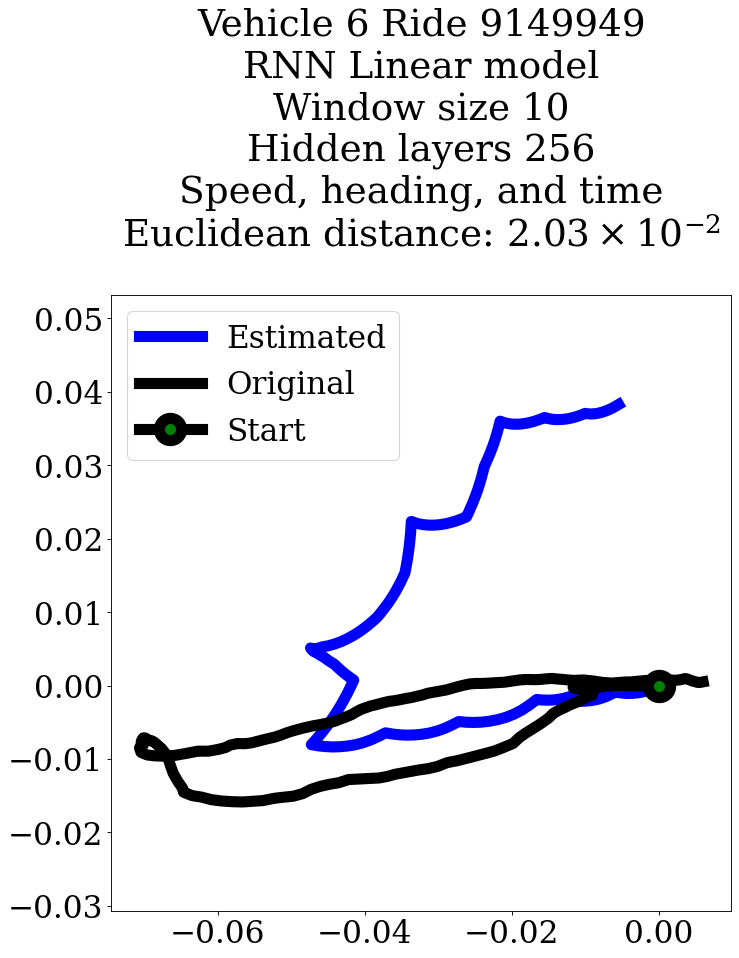 Vehicle 6 Ride 9149949
RNN Linear model
Window size 10
Hidden layers 256
Speed, heading, and time
Euclidean distance: 2.03 × 10⁻²
Estimated
Original
Start
0.05
0.04
0.03
0.02
0.01
0.00
−0.01
−0.02
−0.03
−0.06 −0.04 −0.02 0.00